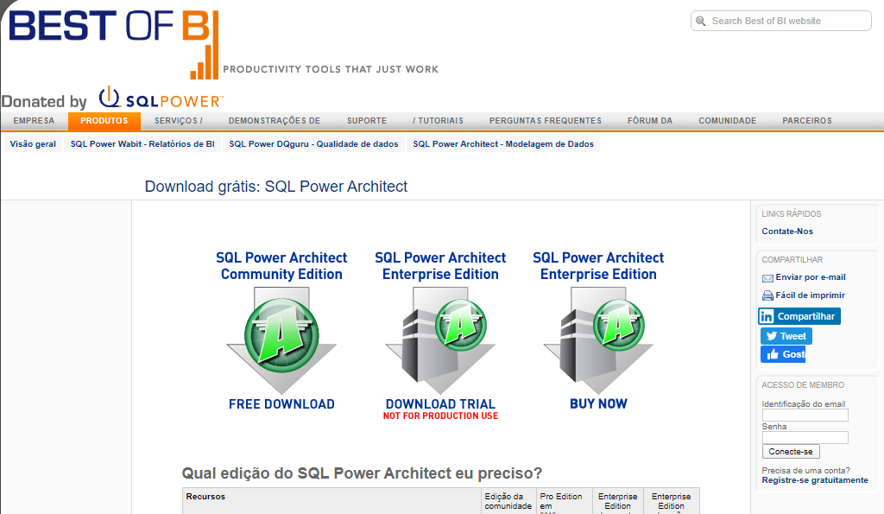 BEST OF BI
Search Best of BI website
PRODUCTIVITY TOOLS THAT JUST WORK
Donated by SQLPOWER™
EMPRESA PRODUTOS SERVIÇOS / DEMONSTRAÇÕES DE SUPORTE / TUTORIAIS PERGUNTAS FREQUENTES FÓRUM DA COMUNIDADE PARCEIROS
Visão geral SQL Power Wabit - Relatórios de BI SQL Power DQguru - Qualidade de dados SQL Power Architect - Modelagem de Dados
Download grátis: SQL Power Architect
SQL Power Architect
Community Edition
FREE DOWNLOAD
SQL Power Architect
Enterprise Edition
DOWNLOAD TRIAL
NOT FOR PRODUCTION USE
SQL Power Architect
Enterprise Edition
BUY NOW
LINKS RÁPIDOS
Contate-Nos
COMPARTILHAR
Enviar por e-mail
Fácil de imprimir
Compartilhar
Tweet
ACESSO DE MEMBRO
Identificação do email
Senha
Conecte-se
Precisa de uma conta?
Registre-se gratuitamente
Qual edição do SQL Power Architect eu preciso?
Recursos
Edição da
comunidade
Pro Edition
em
Enterprise
Edition
Enterprise
Edition